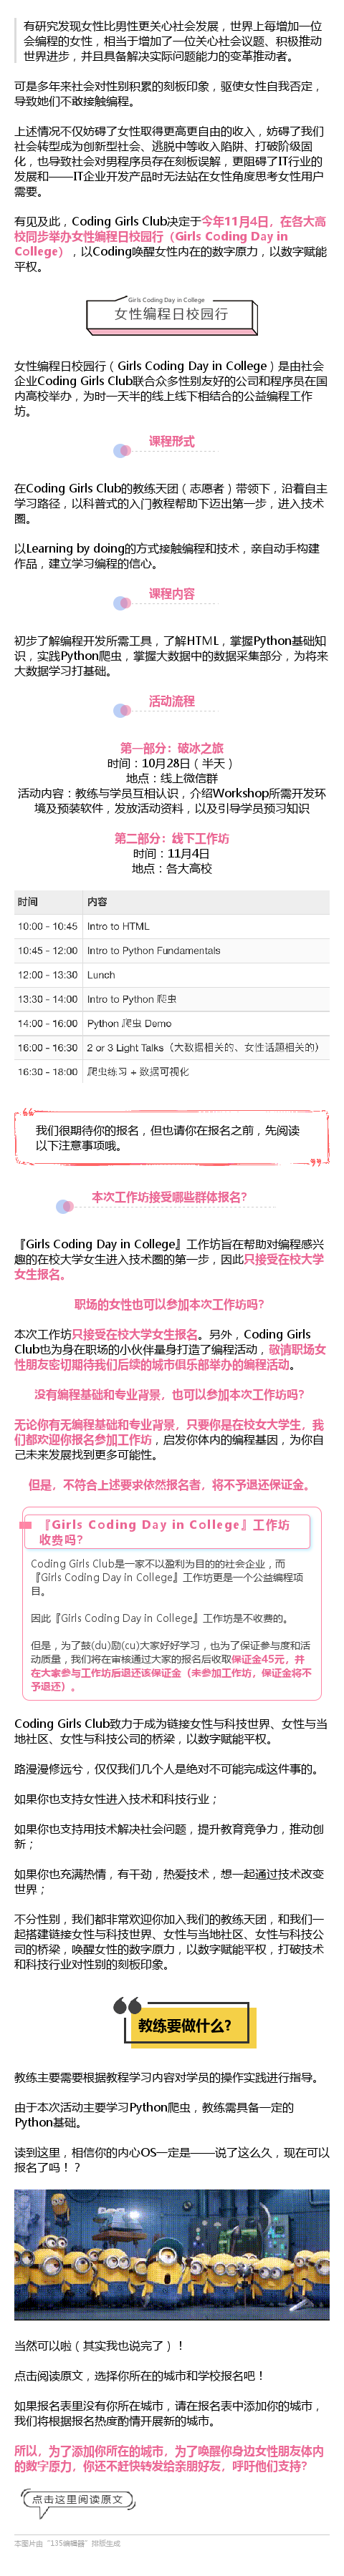 有研究发现女性比男性更关心社会发展，世界上每增加一位
会编程的女性，相当于增加了一位关心社会议题、积极推动
世界进步，并且具备解决实际问题能力的变革推动者。
可是多年来社会对性别积累的刻板印象，驱使女性自我否定，
导致她们不敢接触编程。
上述情况不仅妨碍了女性取得更高更自由的收入，妨碍了我们
社会转型成为创新型社会、逃脱中等收入陷阱、打破阶级固
化，也导致社会对男程序员存在刻板误解，更阻碍了IT行业的
发展和——IT企业开发产品时无法站在女性角度思考女性用户
需要。
有见及此，Coding Girls Club决定于今年11月4日，在各大高
校同步举办女性编程日校园行（Girls Coding Day in
College），以Coding唤醒女性内在的数字原力，以数字赋能
平权。
Girls Coding Day in College
女性编程日校园行
女性编程日校园行（Girls Coding Day in College）是由社会
企业Coding Girls Club联合众多性别友好的公司和程序员在国
内高校举办，为时一天半的线上线下相结合的公益编程工作
坊。
课程形式
在Coding Girls Club的教练天团（志愿者）带领下，沿着自主
学习路径，以科普式的入门教程帮助下迈出第一步，进入技术
圈。
以Learning by doing的方式接触编程和技术，亲自动手构建
作品，建立学习编程的信心。
课程内容
初步了解编程开发所需工具，了解HTML，掌握Python基础知
识，实践Python爬虫，掌握大数据中的数据采集部分，为将来
大数据学习打基础。
活动流程
第一部分：破冰之旅
时间：10月28日（半天）
地点：线上微信群
活动内容：教练与学员互相认识，介绍Workshop所需开发环
境及预装软件，发放活动资料，以及引导学员预习知识
第二部分：线下工作坊
时间：11月4日
地点：各大高校
时间 内容
10:00 - 10:45 Intro to HTML
10:45 - 12:00 Intro to Python Fundamentals
12:00 - 13:30 Lunch
13:30 - 14:00 Intro to Python 爬虫
14:00 - 16:00 Python 爬虫 Demo
16:00 - 16:30 2 or 3 Light Talks（大数据相关的、女性话题相关的）
16:30 - 18:00 爬虫练习 + 数据可视化
我们很期待你的报名，但也请你在报名之前，先阅读
以下注意事项哦。
本次工作坊接受哪些群体报名？
『Girls Coding Day in College』工作坊旨在帮助对编程感兴
趣的在校大学女生进入技术圈的第一步，因此只接受在校大学
女生报名。
职场的女性也可以参加本次工作坊吗？
本次工作坊只接受在校大学女生报名。另外，Coding Girls
Club也为身在职场的小伙伴量身打造了编程活动，敬请职场女
性朋友密切期待我们后续的城市俱乐部举办的编程活动。
没有编程基础和专业背景，也可以参加本次工作坊吗？
无论你有无编程基础和专业背景，只要你是在校女大学生，我
们都欢迎你报名参加工作坊，启发你体内的编程基因，为你自
己未来发展找到更多可能性。
但是，不符合上述要求依然报名者，将不予退还保证金。
『Girls Coding Day in College』工作坊
收费吗？
Coding Girls Club是一家不以盈利为目的的社会企业，而
『Girls Coding Day in College』工作坊更是一个公益编程项
目。
因此『Girls Coding Day in College』工作坊是不收费的。
但是，为了鼓(du)励(cu)大家好好学习，也为了保证参与度和活
动质量，我们将在审核通过大家的报名后收取保证金45元，并
在大家参与工作坊后退还该保证金（未参加工作坊，保证金将不
予退还）。
Coding Girls Club致力于成为链接女性与科技世界、女性与当
地社区、女性与科技公司的桥梁，以数字赋能平权。
路漫漫修远兮，仅仅我们几个人是绝对不可能完成这件事的。
如果你也支持女性进入技术和科技行业；
如果你也支持用技术解决社会问题，提升教育竞争力，推动创
新；
如果你也充满热情，有干劲，热爱技术，想一起通过技术改变
世界；
不分性别，我们都非常欢迎你加入我们的教练天团，和我们一
起搭建链接女性与科技世界、女性与当地社区、女性与科技公
司的桥梁，唤醒女性的数字原力，以数字赋能平权，打破技术
和科技行业对性别的刻板印象。
教练要做什么？
教练主要需要根据教程学习内容对学员的操作实践进行指导。
由于本次活动主要学习Python爬虫，教练需具备一定的
Python基础。
读到这里，相信你的内心OS一定是——说了这么久，现在可以
报名了吗！？
当然可以啦（其实我也说完了）！
点击阅读原文，选择你所在的城市和学校报名吧！
如果报名表里没有你所在城市，请在报名表中添加你的城市，
我们将根据报名热度酌情开展新的城市。
所以，为了添加你所在的城市，为了唤醒你身边女性朋友体内
的数字原力，你还不赶快转发给亲朋好友，呼吁他们支持？
点击这里阅读原文
本图片由“135编辑器”排版生成